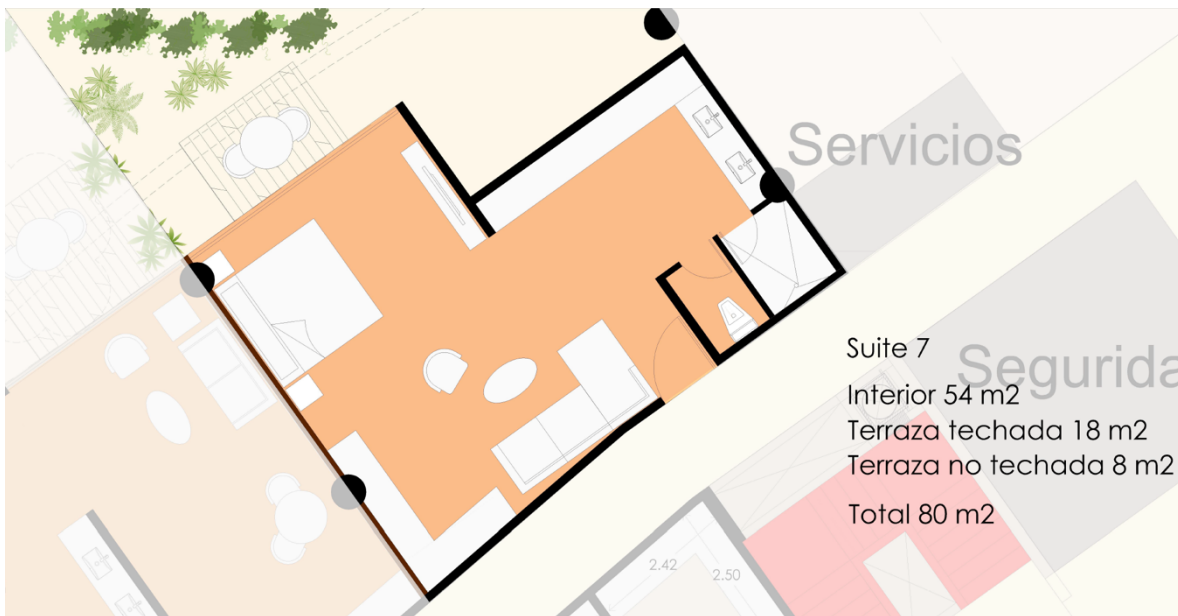 Servicios
Suite 7
Segurida
Interior 54 m2
Terraza techada 18 m2
Terraza no techada 8 m2
Total 80 m2
2.42
2.50